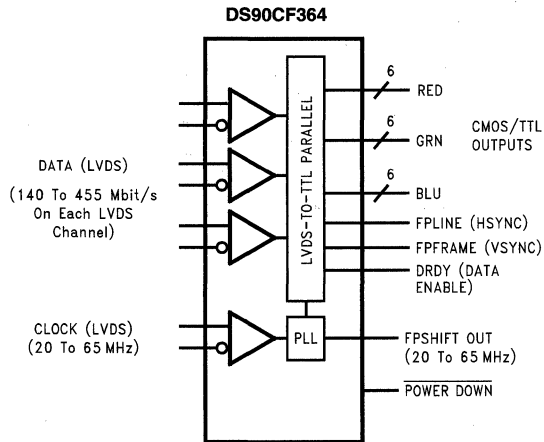 DS90CF364
6
RED
6
GRN
CMOS/TTL
OUTPUTS
6
BLU
LVDS-TO-TTL PARALLEL
DATA (LVDS)
(140 To 455 Mbit/s
On Each LVDS
Channel)
FPLINE (HSYNC)
FPFRAME (VSYNC)
DRDY (DATA
ENABLE)
CLOCK (LVDS)
(20 To 65 MHz)
PLL
FPSHIFT OUT
(20 To 65 MHz)
POWER DOWN